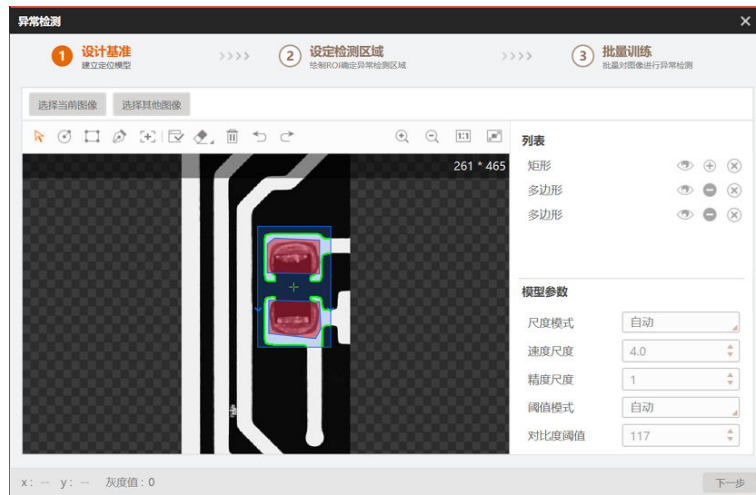 异常检测
1 设计基准
建立定位模型
>>>>
2 设定检测区域
绘制ROI确定异常检测区域
>>>>
3 批量训练
批量对图像进行异常检测
选择当前图像 选择其他图像
1:1
261 * 465
列表
矩形
多边形
多边形
模型参数
尺度模式 自动
速度尺度 4.0
精度尺度 1
阈值模式 自动
对比度阈值 117
x : -- y : -- 灰度值 : 0
下一步